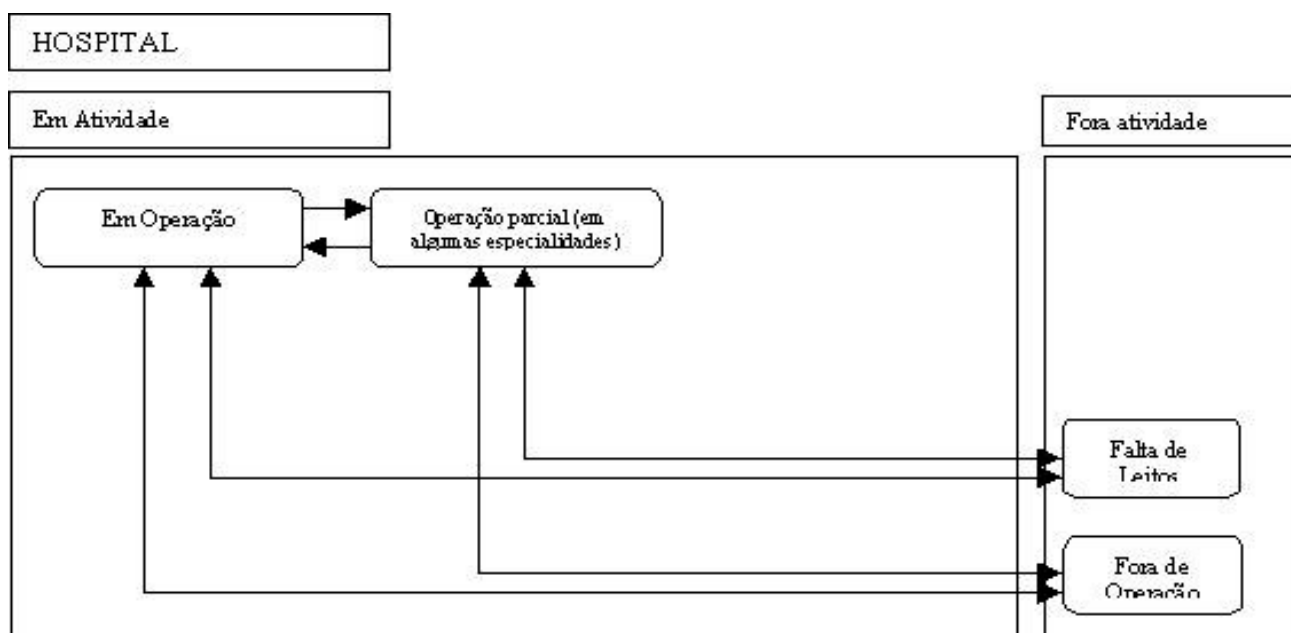 HOSPITAL
Em Atividade
Fora atividade
Em Operação
Operação parcial (em
algumas especialidades)
Falta de
Leitos
Fora de
Operação